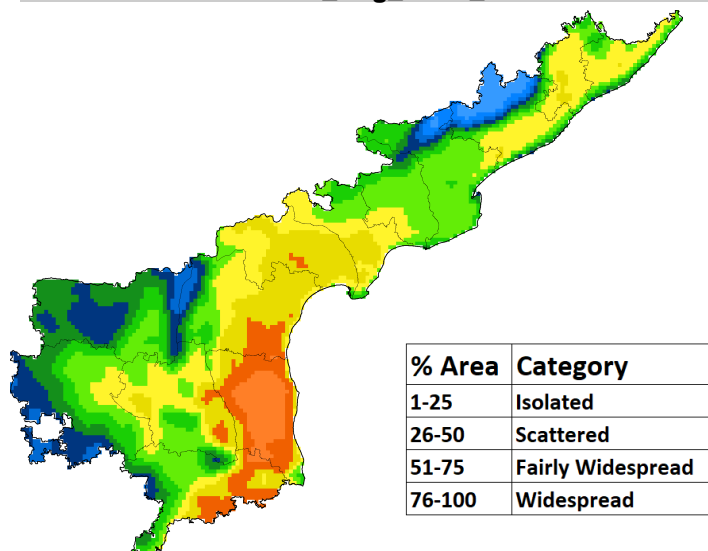 % Area Category
1-25 Isolated
26-50 Scattered
51-75 Fairly Widespread
76-100 Widespread